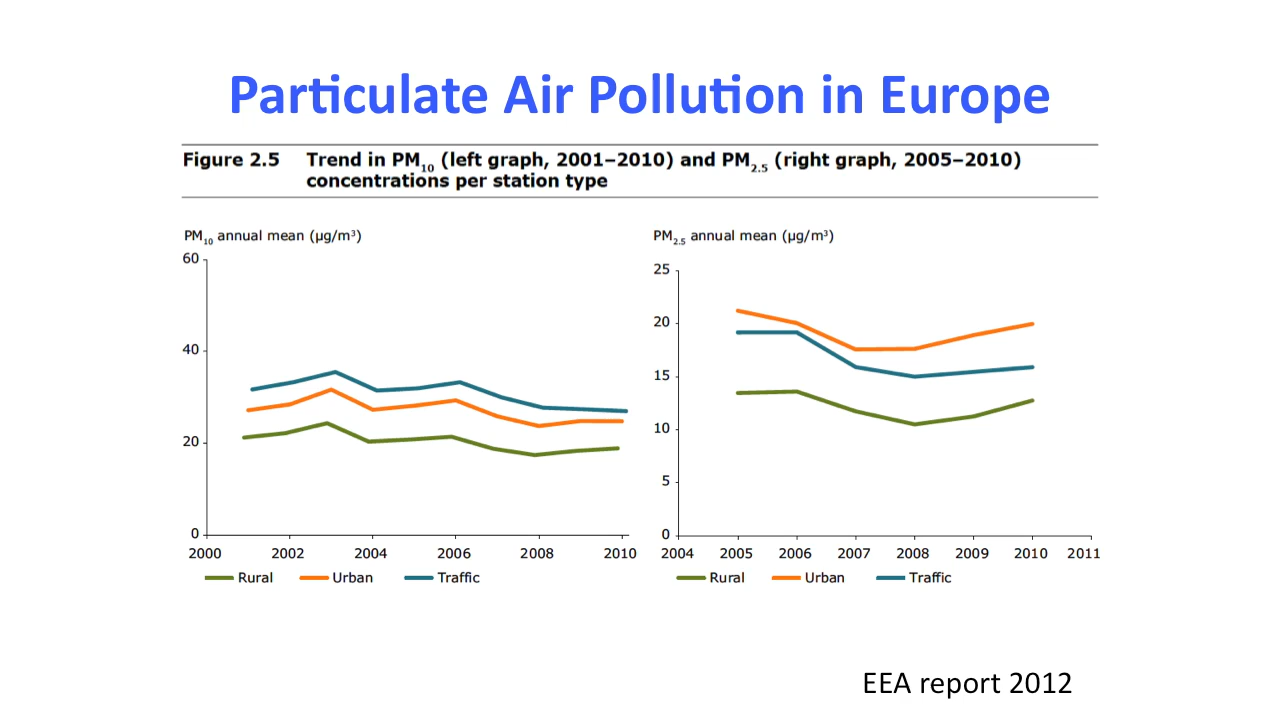 Particulate Air Pollution in Europe
Figure 2.5 Trend in PM10 (left graph, 2001–2010) and PM2.5 (right graph, 2005–2010)
concentrations per station type
PM10 annual mean (µg/m³)
60
40
20
0
2000 2002 2004 2006 2008 2010
Rural Urban Traffic
PM2.5 annual mean (µg/m³)
25
20
15
10
5
0
2004 2005 2006 2007 2008 2009 2010 2011
Rural Urban Traffic
EEA report 2012